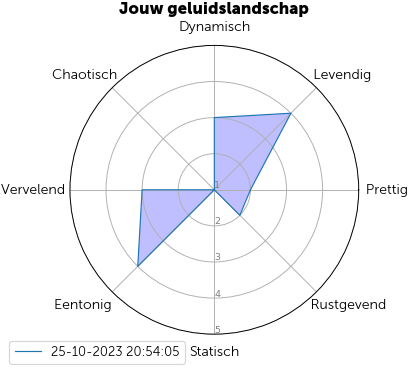 Jouw geluidslandschap
Dynamisch
Chaotisch
Levendig
Vervelend
1
Prettig
2
3
Eentonig
4
Rustgevend
5
25-10-2023 20:54:05
Statisch